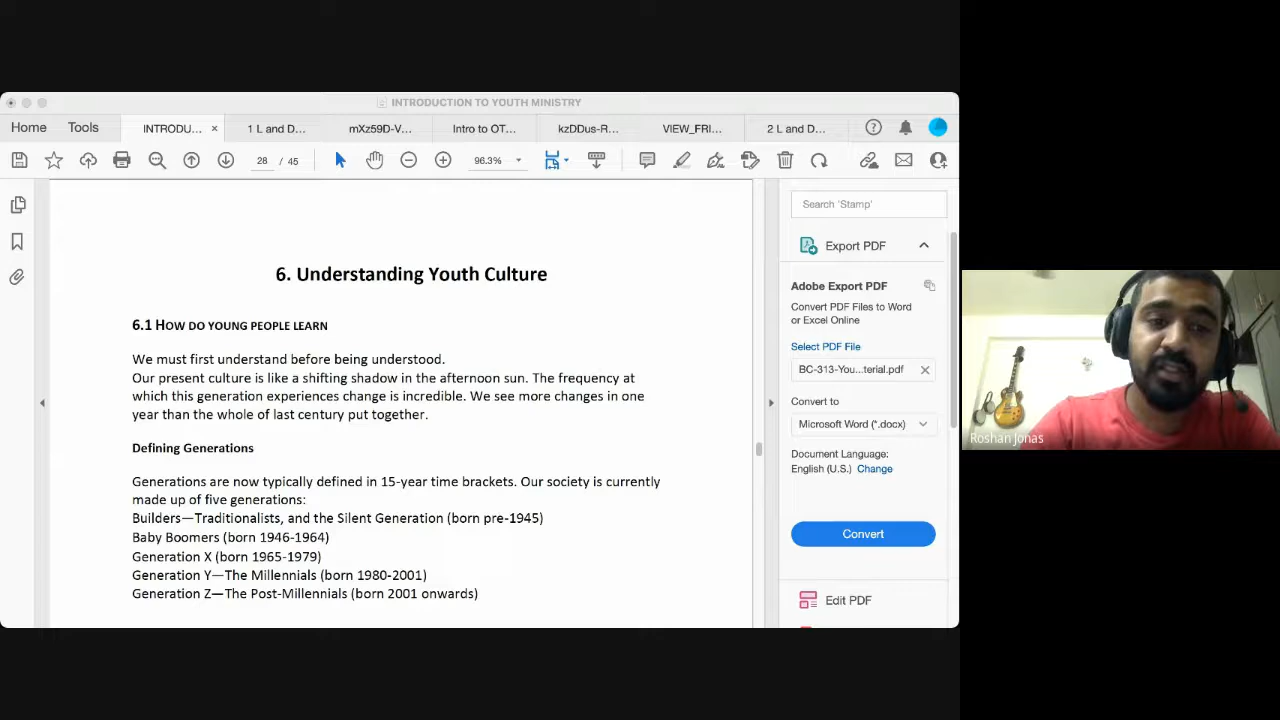 INTRODUCTION TO YOUTH MINISTRY
Home Tools INTRODU... × 1 L and D... mXz59D-V... Intro to OT... kzDDus-R... VIEW_FRI... 2 L and D...
28 / 45 96.3%
6. Understanding Youth Culture
6.1 HOW DO YOUNG PEOPLE LEARN
We must first understand before being understood.
Our present culture is like a shifting shadow in the afternoon sun. The frequency at
which this generation experiences change is incredible. We see more changes in one
year than the whole of last century put together.
Defining Generations
Generations are now typically defined in 15-year time brackets. Our society is currently
made up of five generations:
Builders—Traditionalists, and the Silent Generation (born pre-1945)
Baby Boomers (born 1946-1964)
Generation X (born 1965-1979)
Generation Y—The Millennials (born 1980-2001)
Generation Z—The Post-Millennials (born 2001 onwards)
Search 'Stamp'
Export PDF
Adobe Export PDF
Convert PDF Files to Word
or Excel Online
Select PDF File
BC-313-You...terial.pdf
Convert to
Microsoft Word (*.docx)
Document Language:
English (U.S.) Change
Convert
Edit PDF
Roshan Jonas